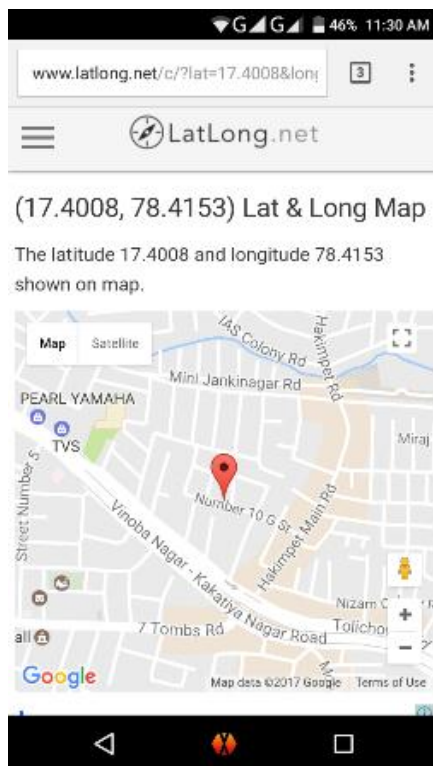 G G 46% 11:30 AM
www.latlong.net/c/?lat=17.4008&long
3
LatLong.net
(17.4008, 78.4153) Lat & Long Map
The latitude 17.4008 and longitude 78.4153
shown on map.
Map Satellite
IAS Colony Rd
Hakimpet Rd
Mini Jankinagar Rd
PEARL YAMAHA
TVS
Miraj
Street Number 5
Number 10 G St
Vinoba Nagar - Kakatiya Nagar Road
Hakimpet Main Rd
Nizam
7 Tombs Rd
Tolicho
all
+
−
Google
Map data ©2017 Google Terms of Use